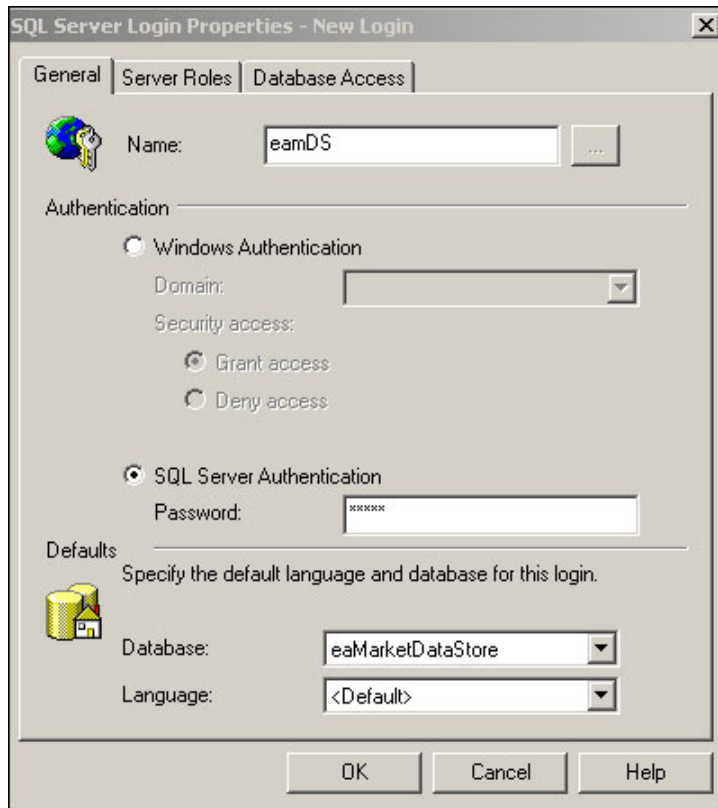 SQL Server Login Properties - New Login
General Server Roles Database Access
Name: eamDS ...
Authentication
Windows Authentication
Domain:
Security access:
Grant access
Deny access
SQL Server Authentication
Password: *****
Defaults
Specify the default language and database for this login.
Database: eaMarketDataStore
Language: <Default>
OK Cancel Help